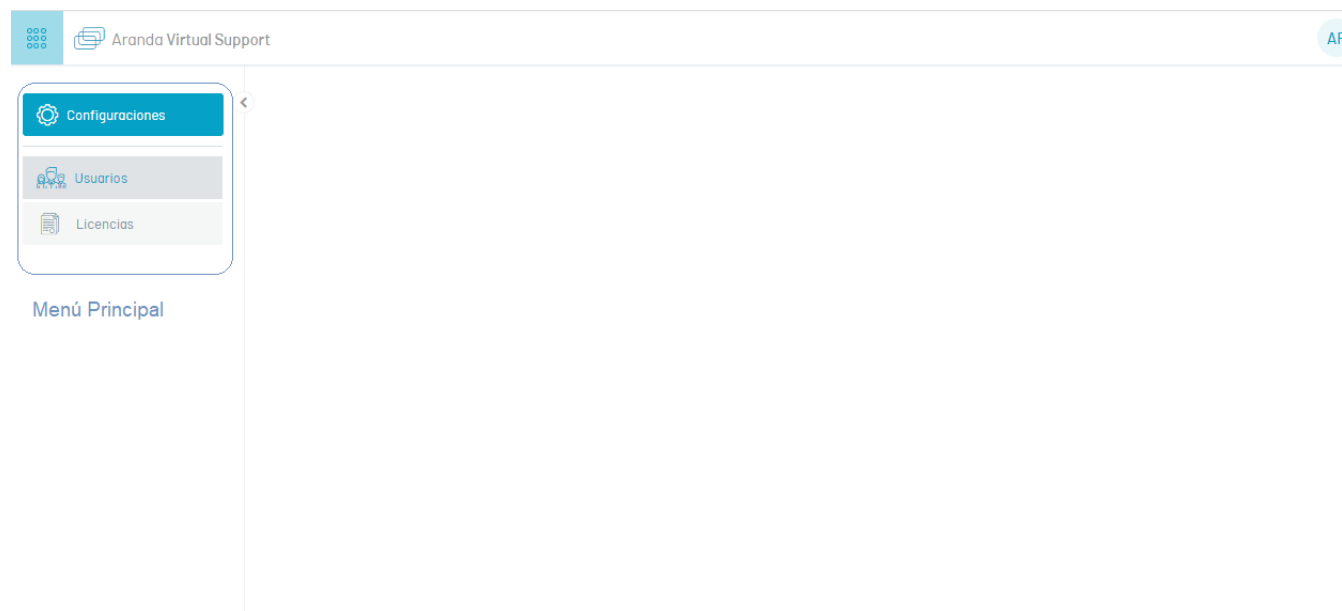 Aranda Virtual Support
Configuraciones
Usuarios
Licencias
Menú Principal